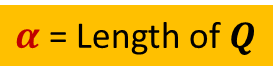 α = Length of Q